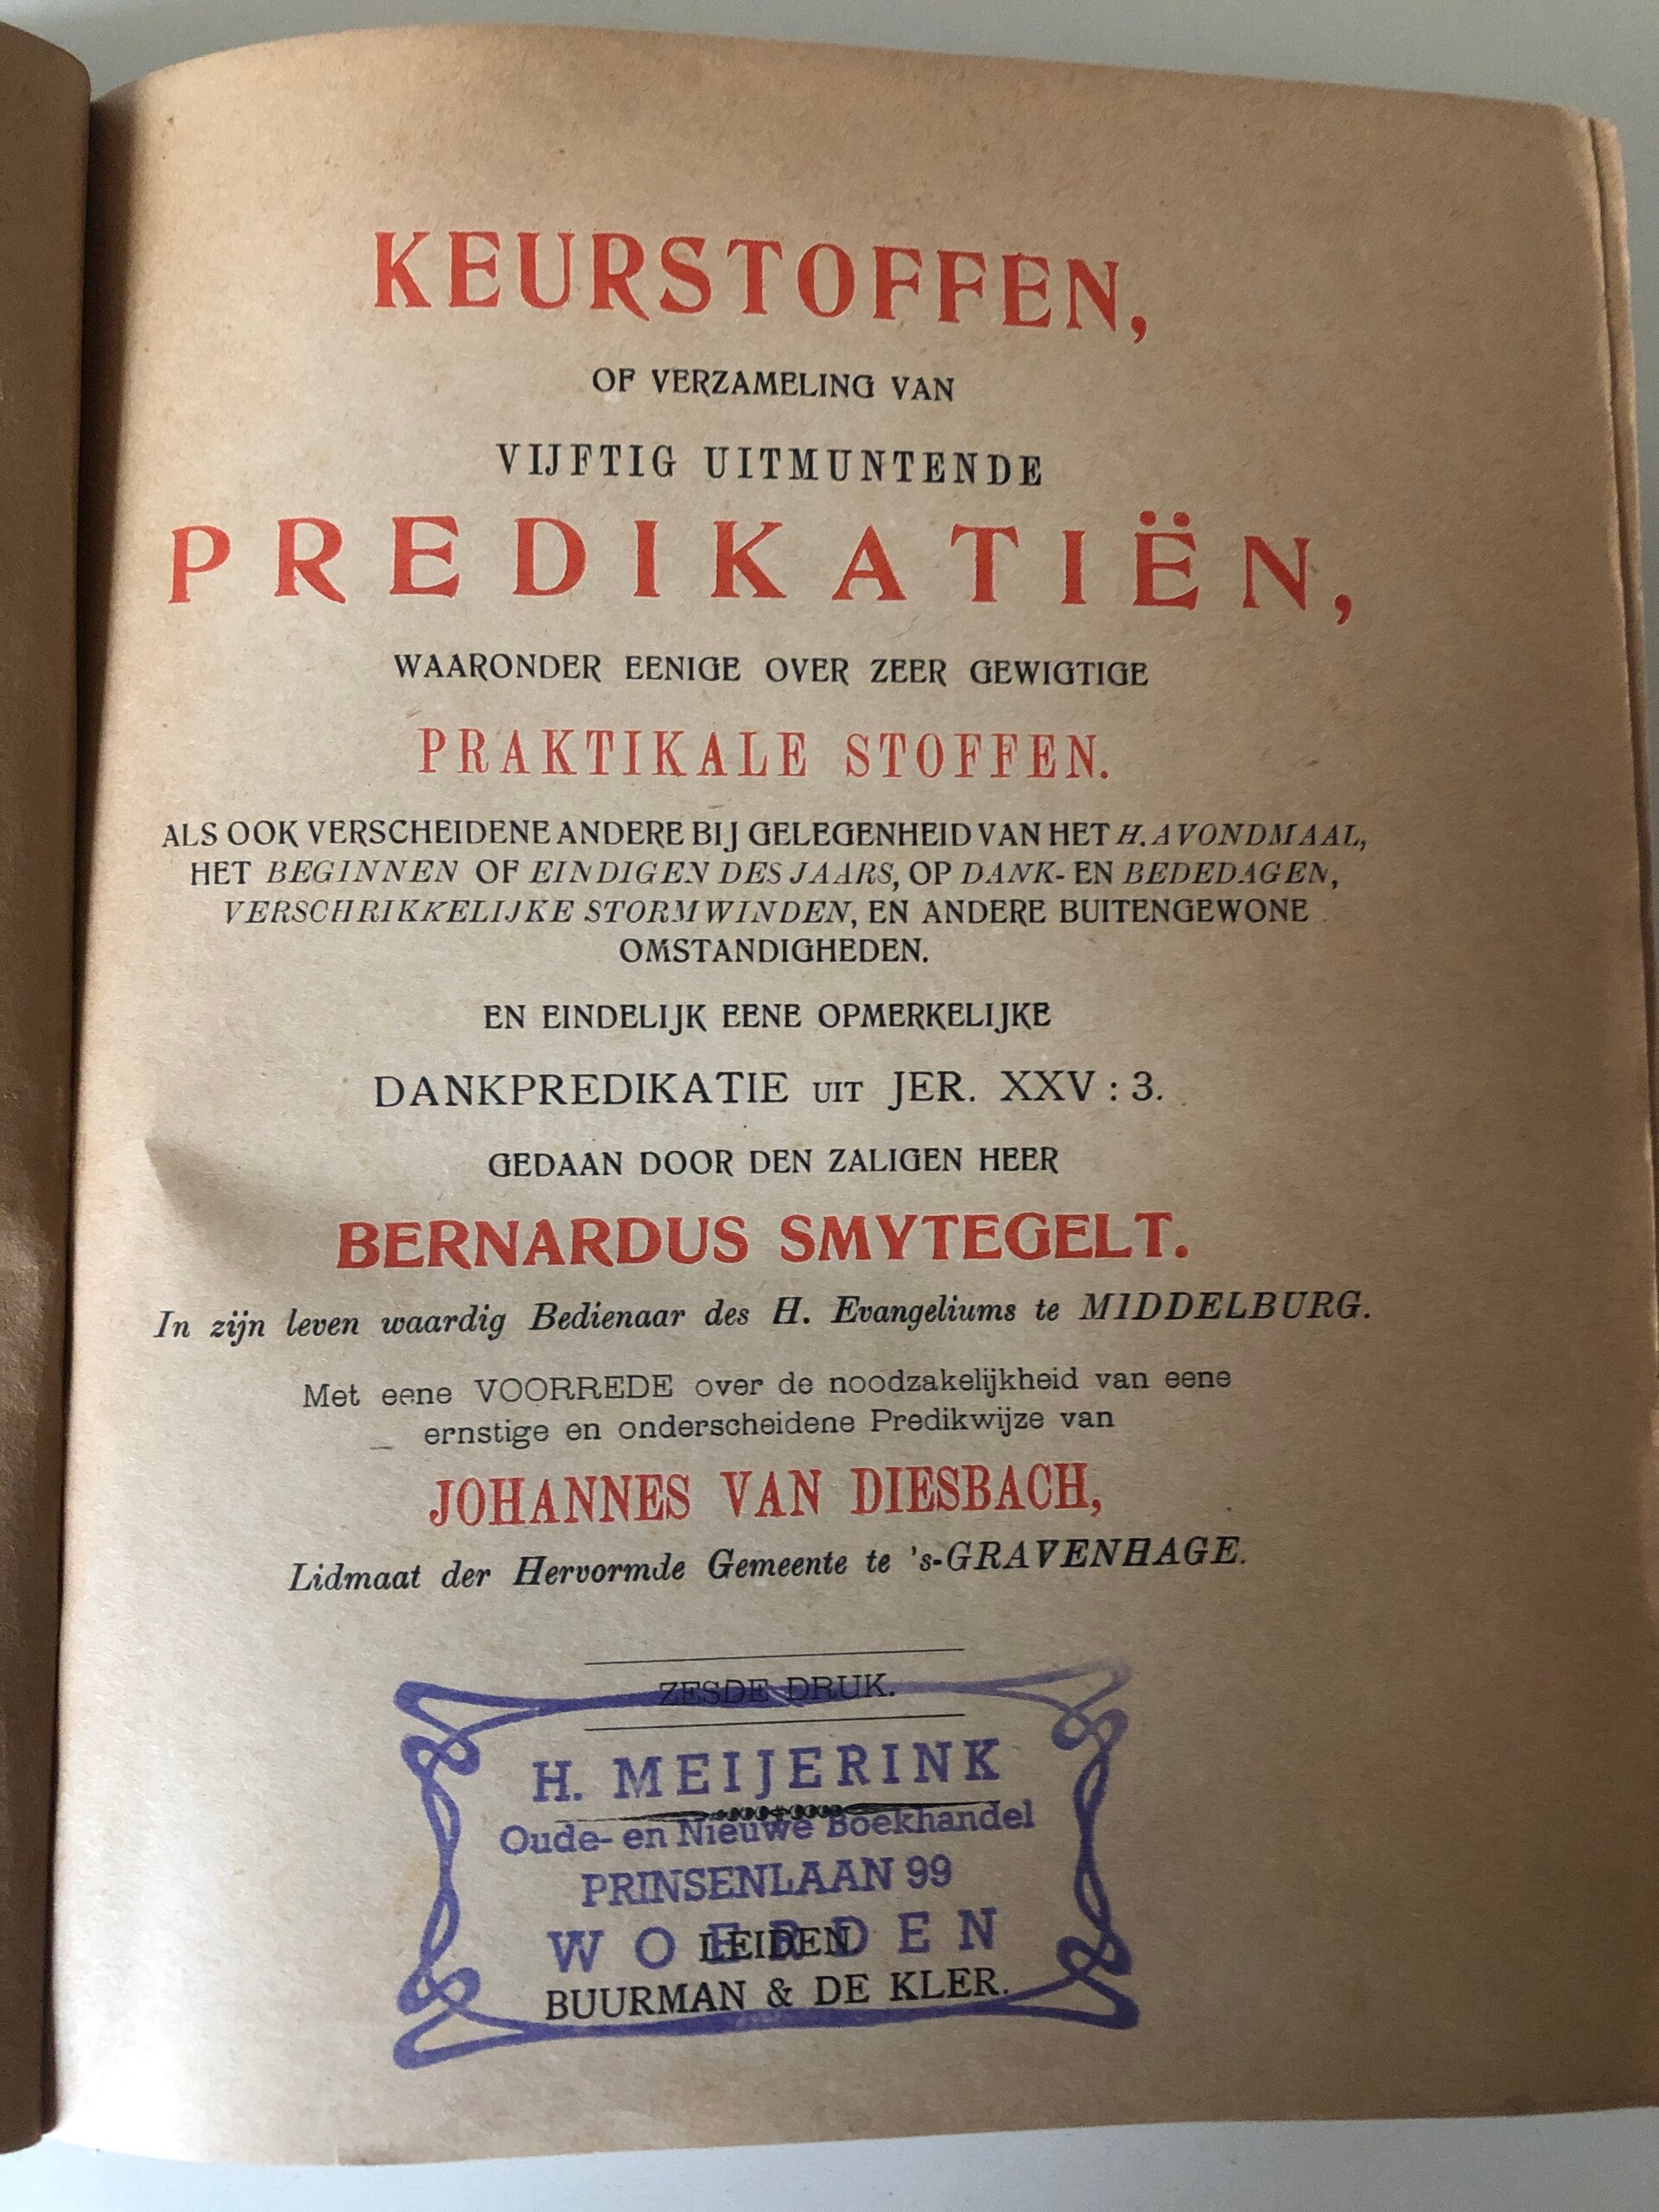 KEURSTOFFEN,
OF VERZAMELING VAN
VIJFTIG UITMUNTENDE
PREDIKATIËN,
WAARONDER EENIGE OVER ZEER GEWIGTIGE
PRAKTIKALE STOFFEN.
ALS OOK VERSCHEIDENE ANDERE BIJ GELEGENHEID VAN HET H. AVONDMAAL,
HET BEGINNEN OF EINDIGEN DES JAARS, OP DANK- EN BEDEDAGEN,
VERSCHRIKKELIJKE STORMWINDEN, EN ANDERE BUITENGEWONE
OMSTANDIGHEDEN.
EN EINDELIJK EENE OPMERKELIJKE
DANKPREDIKATIE UIT JER. XXV : 3.
GEDAAN DOOR DEN ZALIGEN HEER
BERNARDUS SMYTEGELT.
In zijn leven waardig Bedienaar des H. Evangeliums te MIDDELBURG.
Met eene VOORREDE over de noodzakelijkheid van eene
ernstige en onderscheidene Predikwijze van
JOHANNES VAN DIESBACH,
Lidmaat der Hervormde Gemeente te 's-GRAVENHAGE.
ZESDE DRUK.
H. MEIJERINK
Oude- en Nieuwe Boekhandel
PRINSENLAAN 99
WOERDEN
LEIDEN
BUURMAN & DE KLER.